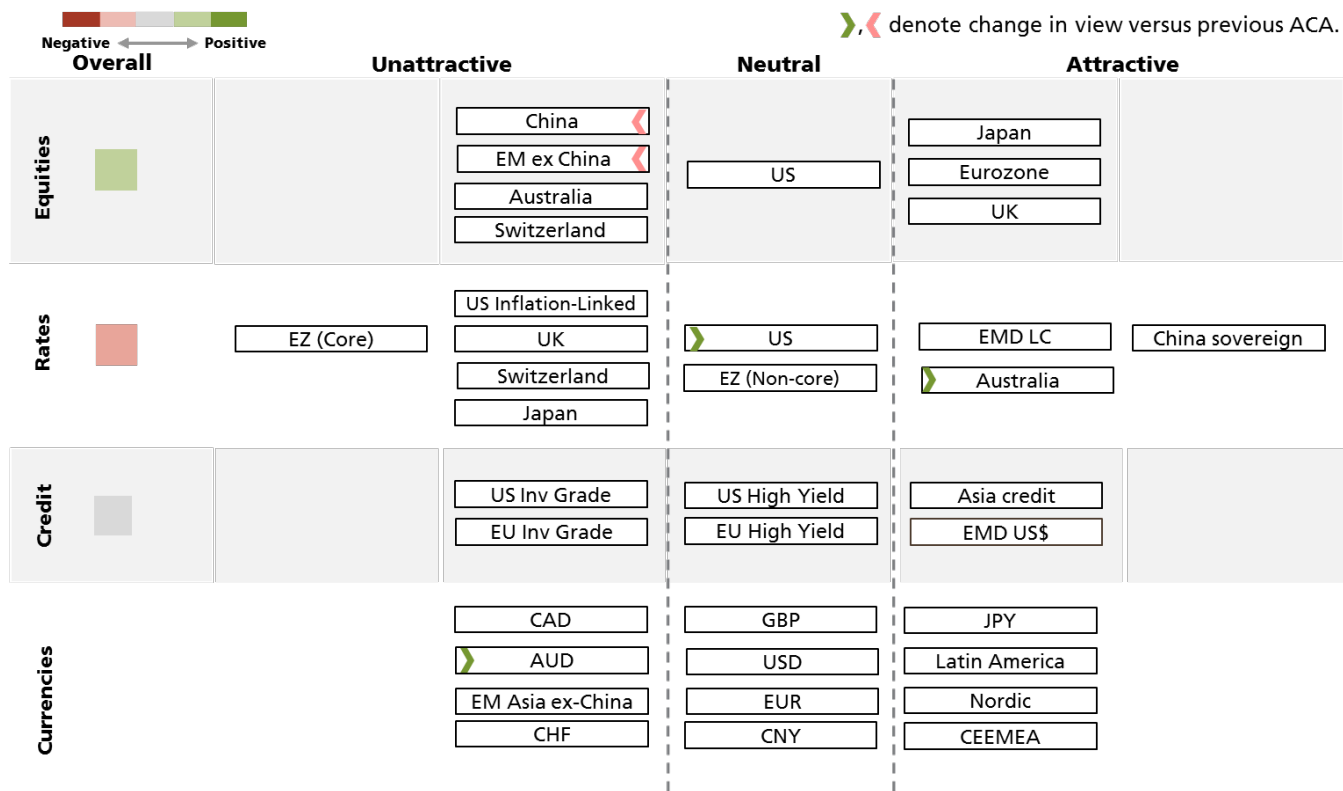 Negative Positive
, denote change in view versus previous ACA.
Overall Unattractive Neutral Attractive
Equities
China
EM ex China
Australia
Switzerland
US
Japan
Eurozone
UK
Rates
EZ (Core)
US Inflation-Linked
UK
Switzerland
Japan
US
EZ (Non-core)
EMD LC
Australia
China sovereign
Credit
US Inv Grade
EU Inv Grade
US High Yield
EU High Yield
Asia credit
EMD US$
Currencies
CAD
AUD
EM Asia ex-China
CHF
GBP
USD
EUR
CNY
JPY
Latin America
Nordic
CEEMEA